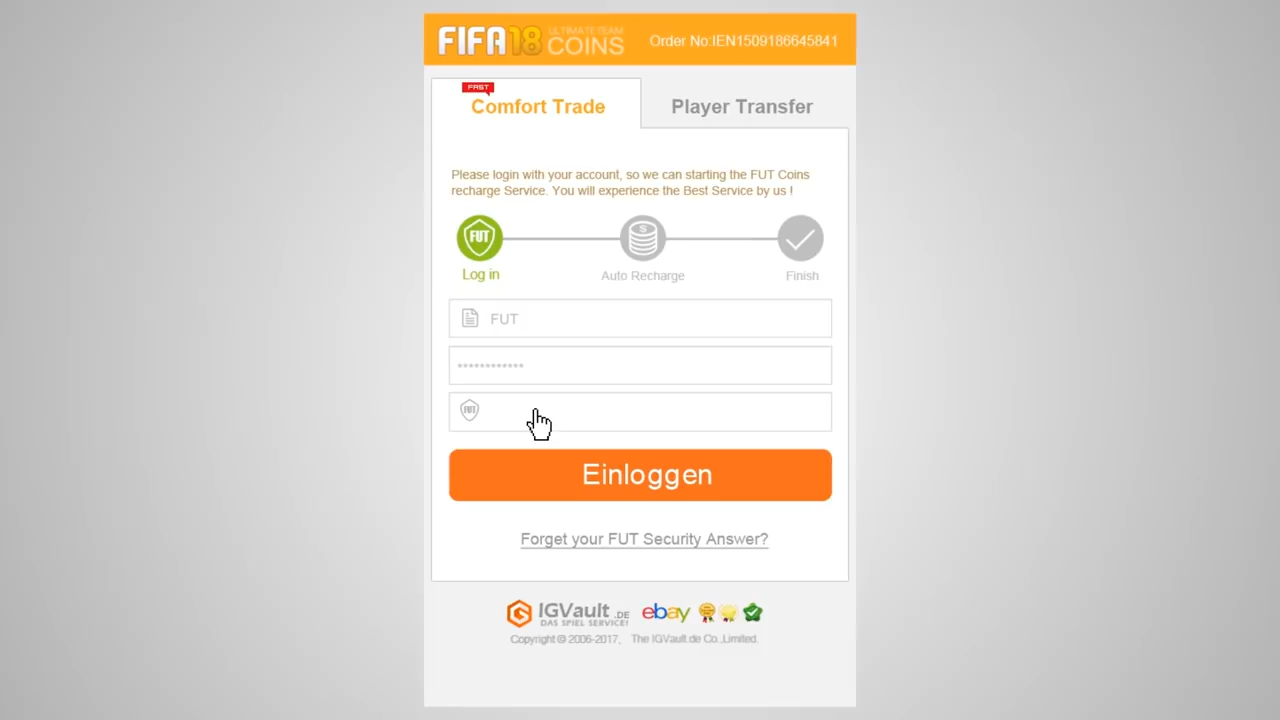 FIFA 18 ULTIMATE TEAM COINS
Order No:IEN1509186645841
FAST
Comfort Trade
Player Transfer
Please login with your account, so we can starting the FUT Coins
recharge Service. You will experience the Best Service by us !
FUT
$
Log in
Auto Recharge
Finish
FUT
************
FUT
Einloggen
Forget your FUT Security Answer?
IGVault.DE
DAS SPIEL SERVICE!
ebay
Copyright © 2006-2017, The IGVault.de Co.,Limited.